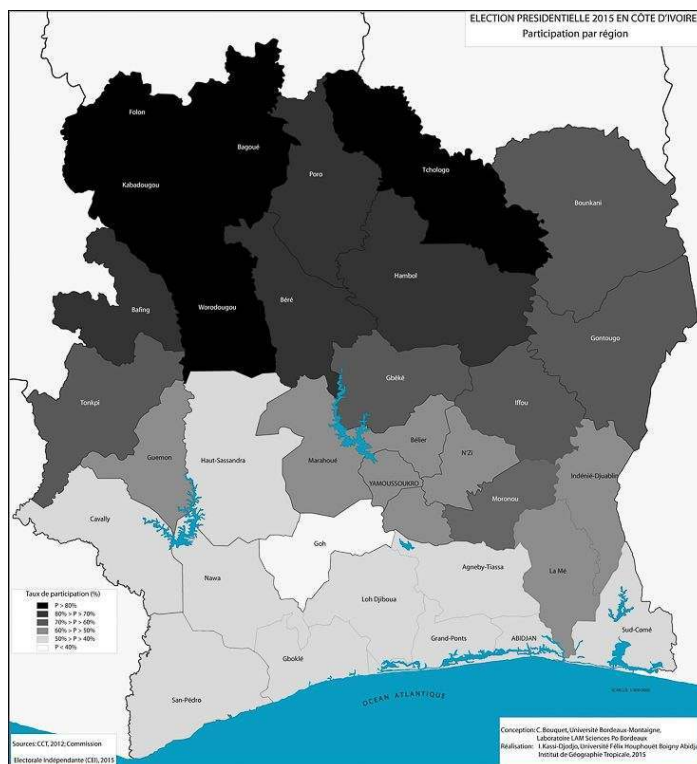 ELECTION PRESIDENTIELLE 2015 EN CÔTE D'IVOIRE
Participation par région
Folon
Bagoué
Kabadougou
Poro
Tchologo
Bounkani
Hambol
Bafing
Worodougou
Béré
Gontougo
Gbéké
Tonkpi
Iffou
Guemon
Haut-Sassandra
Marahoué
Bélier
N'Zi
Indénié-Djuablin
YAMOUSSOUKRO
Moronou
Cavally
Goh
Agneby-Tiassa
La Mé
Nawa
Loh Djiboua
Sud-Comé
Grand-Ponts
ABIDJAN
Gboklé
San-Pédro
OCEAN ATLANTIQUE
Taux de participation (%)
P > 80%
80% > P > 70%
70% > P > 60%
60% > P > 50%
50% > P > 40%
P < 40%
Sources: CCT, 2012; Commission
Electorale Indépendante (CEI), 2015
Conception: C. Bouquet, Université Bordeaux-Montaigne,
Laboratoire LAM Sciences Po Bordeaux
Réalisation: J. Kassi-Djodjo, Université Félix Houphouët Boigny Abidja
Institut de Géographie Tropicale, 2015